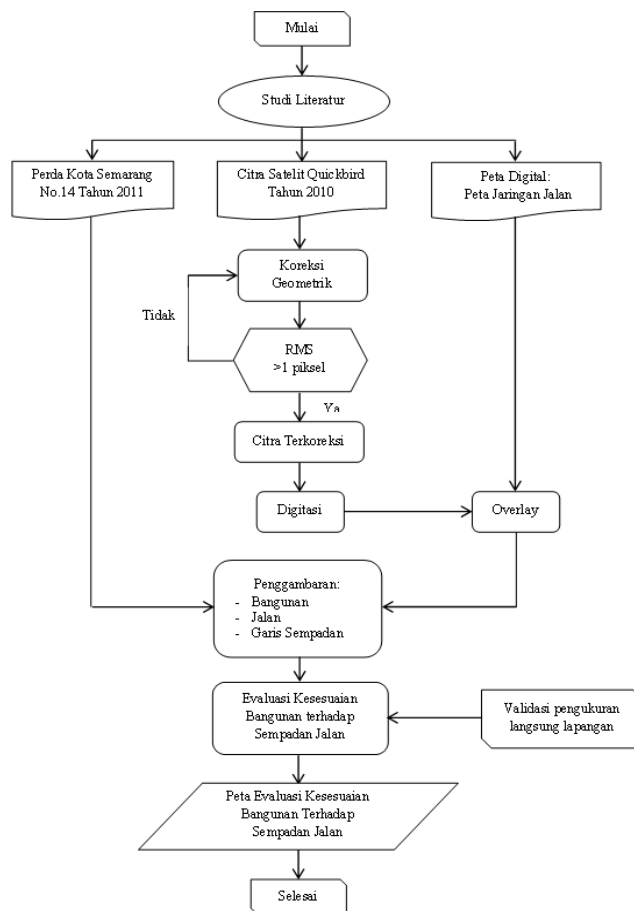 Mulai
Studi Literatur
Perda Kota Semarang
No.14 Tahun 2011
Citra Satelit Quickbird
Tahun 2010
Peta Digital:
Peta Jaringan Jalan
Koreksi
Geometrik
Tidak
RMS
>1 piksel
Ya
Citra Terkoreksi
Digitasi
Overlay
Penggambaran:
- Bangunan
- Jalan
- Garis Sempadan
Evaluasi Kesesuaian
Bangunan terhadap
Sempadan Jalan
Validasi pengukuran
langsung lapangan
Peta Evaluasi Kesesuaian
Bangunan Terhadap
Sempadan Jalan
Selesai